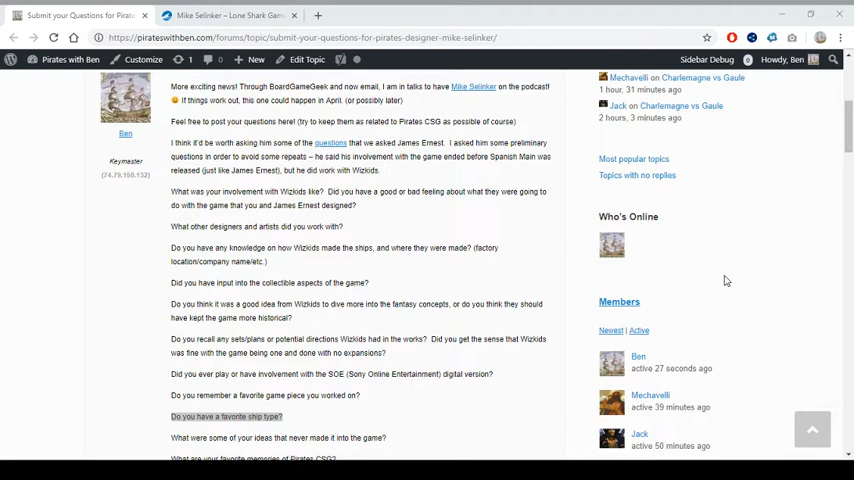 Submit your Questions for Pirate
Mike Selinker – Lone Shark Gam
https://pirateswithben.com/forums/topic/submit-your-questions-for-pirates-designer-mike-selinker/
Pirates with Ben
Customize
1
0
New
Edit Topic
Sidebar Debug
0
Howdy, Ben
More exciting news! Through BoardGameGeek and now email, I am in talks to have Mike Selinker on the podcast!
If things work out, this one could happen in April. (or possibly later)
Feel free to post your questions here! (try to keep them as related to Pirates CSG as possible of course)
Ben
Keymaster
(74.79.150.132)
I think it'd be worth asking him some of the questions that we asked James Ernest. I asked him some preliminary
questions in order to avoid some repeats – he said his involvement with the game ended before Spanish Main was
released (just like James Ernest), but he did work with Wizkids.
What was your involvement with Wizkids like? Did you have a good or bad feeling about what they were going to
do with the game that you and James Ernest designed?
What other designers and artists did you work with?
Do you have any knowledge on how Wizkids made the ships, and where they were made? (factory
location/company name/etc.)
Did you have input into the collectible aspects of the game?
Do you think it was a good idea from Wizkids to dive more into the fantasy concepts, or do you think they should
have kept the game more historical?
Do you recall any sets/plans or potential directions Wizkids had in the works? Did you get the sense that Wizkids
was fine with the game being one and done with no expansions?
Did you ever play or have involvement with the SOE (Sony Online Entertainment) digital version?
Do you remember a favorite game piece you worked on?
Do you have a favorite ship type?
What were some of your ideas that never made it into the game?
What are your favorite memories of Pirates CSG?
Mechavelli on Charlemagne vs Gaule
1 hour, 31 minutes ago
Jack on Charlemagne vs Gaule
2 hours, 3 minutes ago
Most popular topics
Topics with no replies
Who's Online
Members
Newest | Active
Ben
active 27 seconds ago
Mechavelli
active 39 minutes ago
Jack
active 50 minutes ago